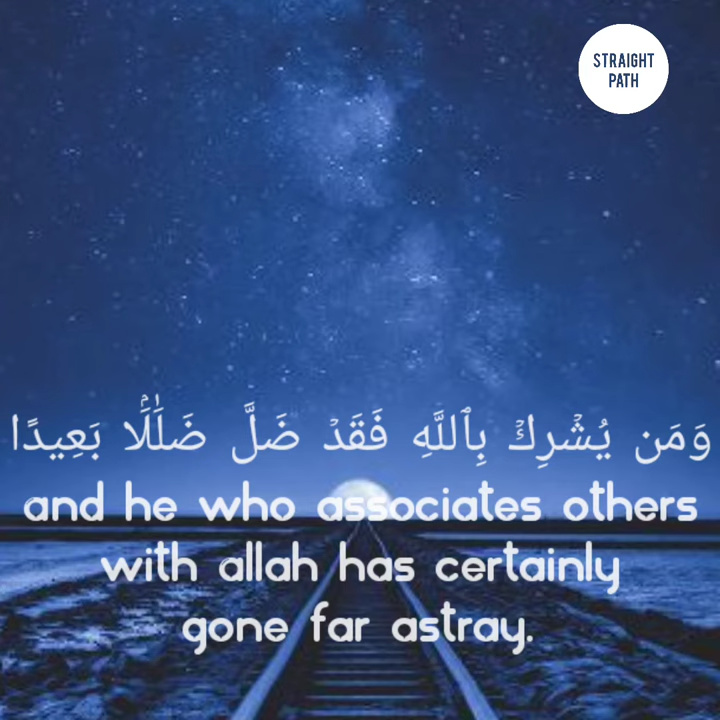 STRAIGHT
PATH
وَمَن يُشۡرِكۡ بِٱللَّهِ فَقَدۡ ضَلَّ ضَلَٰلَۢا بَعِيدًا
and he who associates others
with allah has certainly
gone far astray.